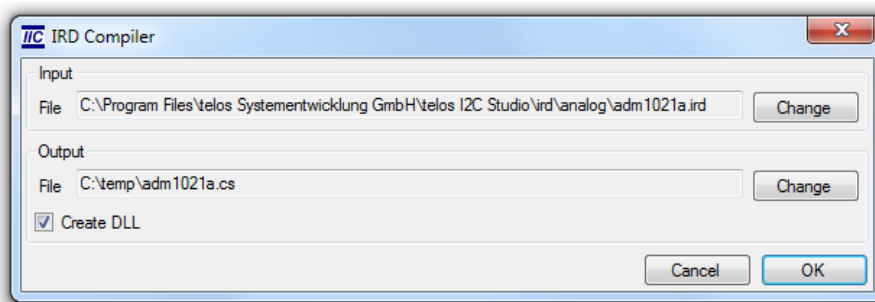 IIC IRD Compiler
Input
File C:\Program Files\telos Systementwicklung GmbH\telos I2C Studio\ird\analog\adm1021a.ird Change
Output
File C:\temp\adm1021a.cs Change
Create DLL
Cancel OK